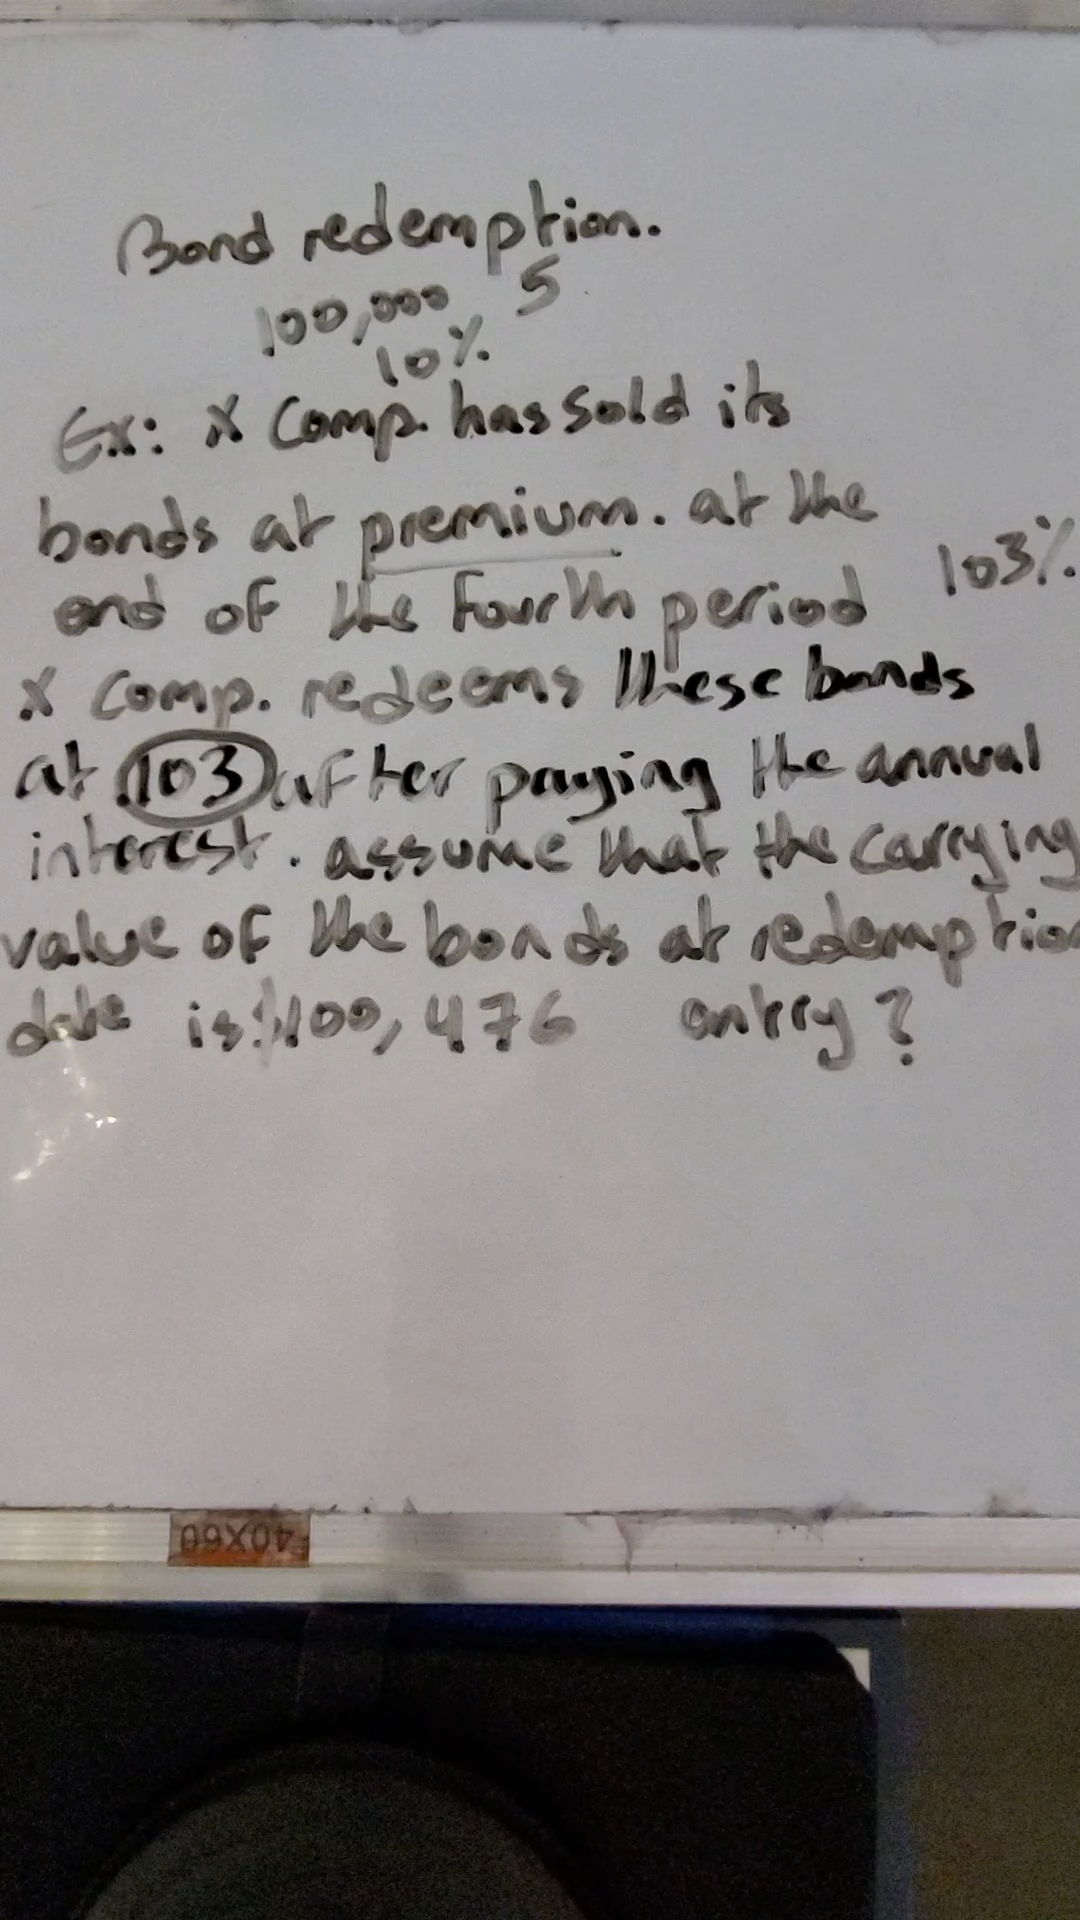 Bond redemption.
100,000 5
10%
Ex: X Comp. has sold its
bonds at premium. at the
end of the fourth period 103%.
X Comp. redeems these bonds
at 103 after paying the annual
interest. assume that the carrying
value of the bonds at redemption
date is $100,476 entry?
40X60